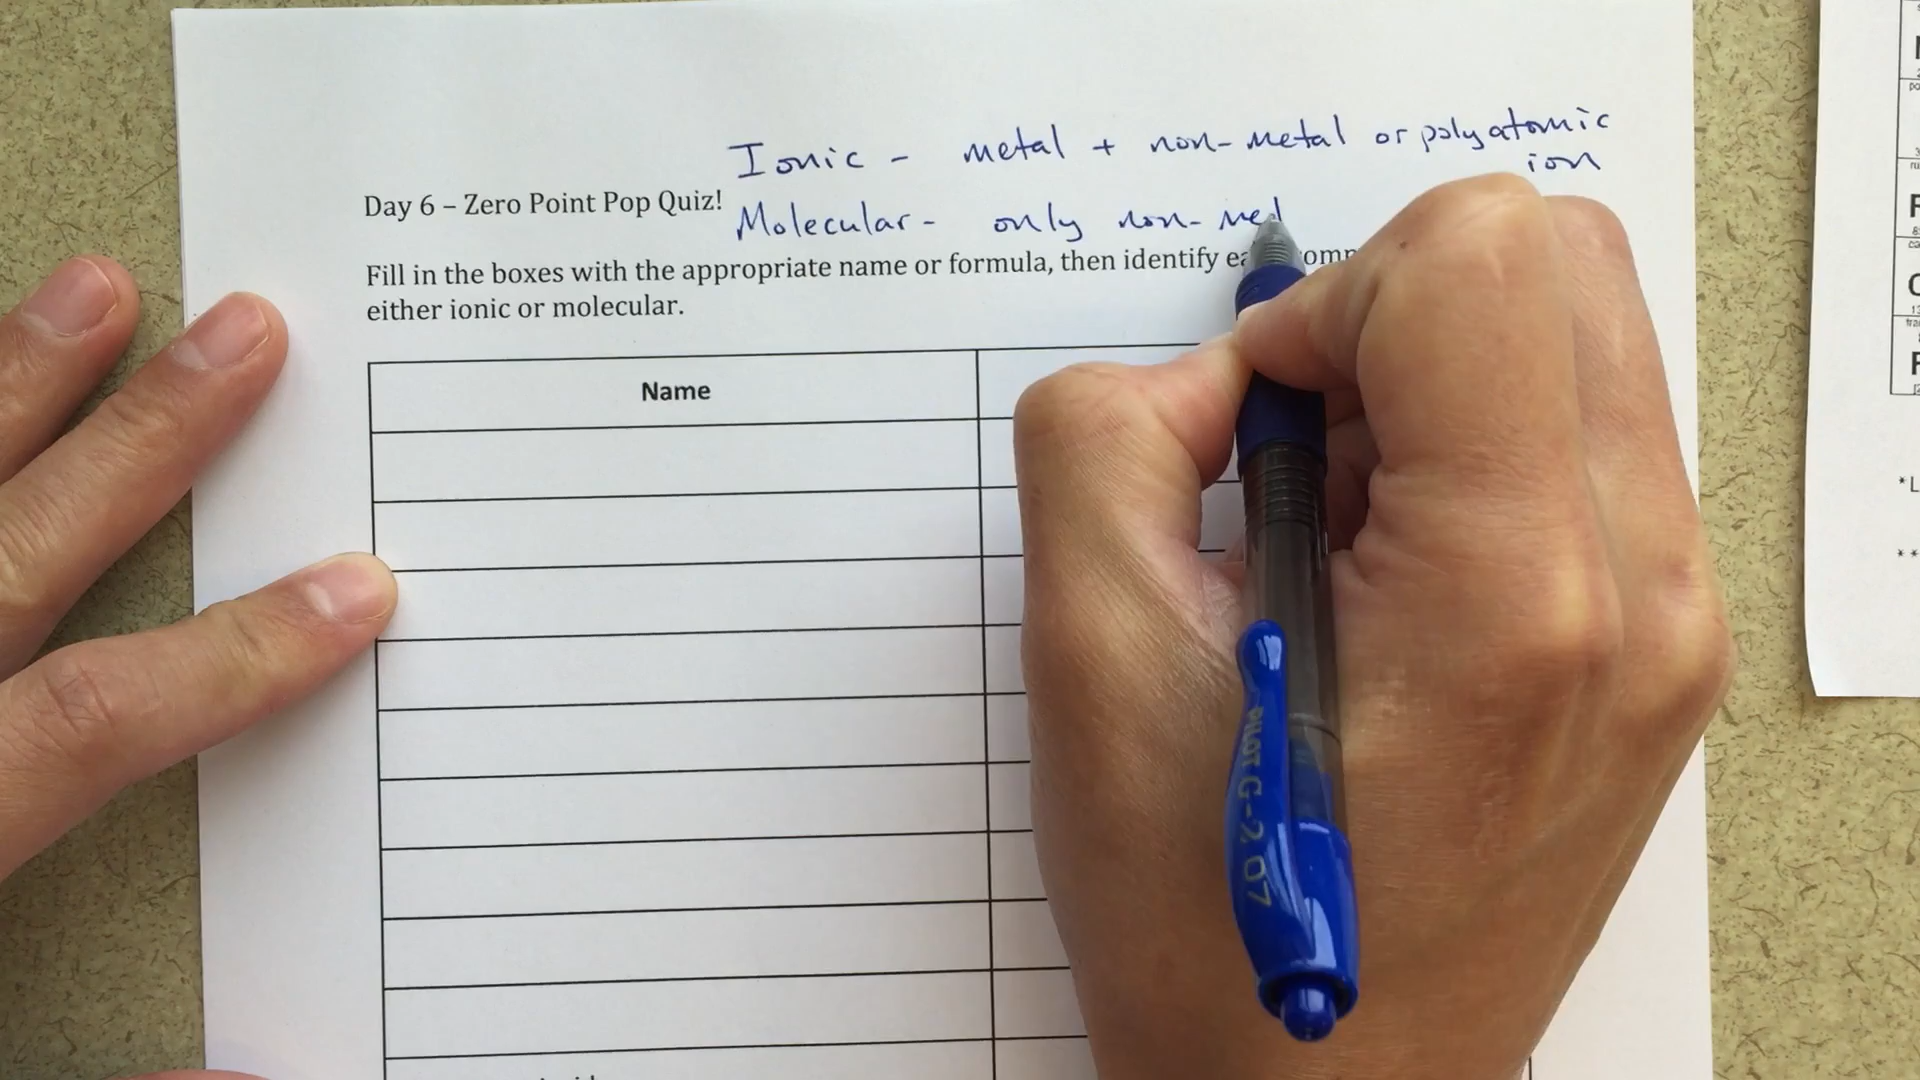 Ionic - metal + non-metal or polyatomic
ion
Day 6 – Zero Point Pop Quiz!
Molecular - only non-met
Fill in the boxes with the appropriate name or formula, then identify
either ionic or molecular.
Name
PILOT G-2 07